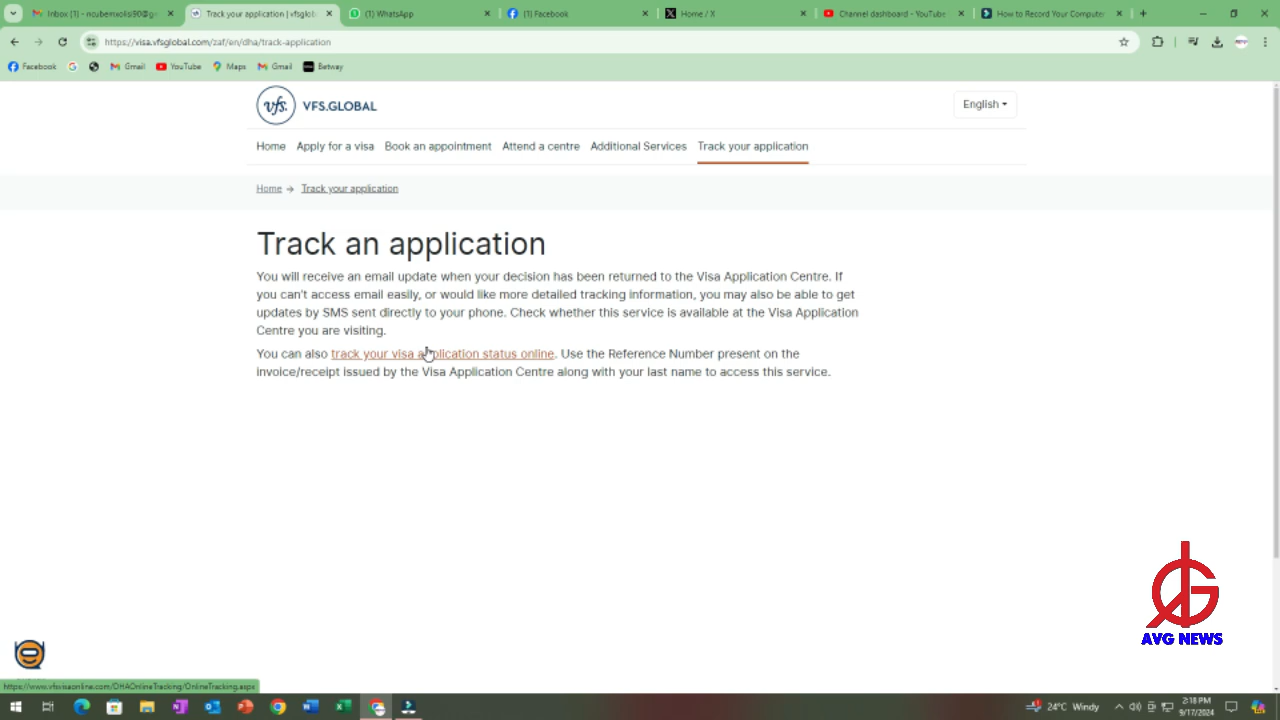 Inbox (1) - ncubemxolisi90@g
Track your application | vfsglob
(1) WhatsApp
(1) Facebook
Home / X
Channel dashboard - YouTube
How to Record Your Computer
https://visa.vfsglobal.com/zaf/en/dha/track-application
Facebook
Gmail
YouTube
Maps
Gmail
Betway
vfs. VFS.GLOBAL
English
Home Apply for a visa Book an appointment Attend a centre Additional Services Track your application
Home → Track your application
Track an application
You will receive an email update when your decision has been returned to the Visa Application Centre. If
you can't access email easily, or would like more detailed tracking information, you may also be able to get
updates by SMS sent directly to your phone. Check whether this service is available at the Visa Application
Centre you are visiting.
You can also track your visa application status online. Use the Reference Number present on the
invoice/receipt issued by the Visa Application Centre along with your last name to access this service.
AVG NEWS
https://www.vfsvisaonline.com/DHAOnlineTracking/OnlineTracking.aspx
24°C Windy
2:18 PM
9/17/2024